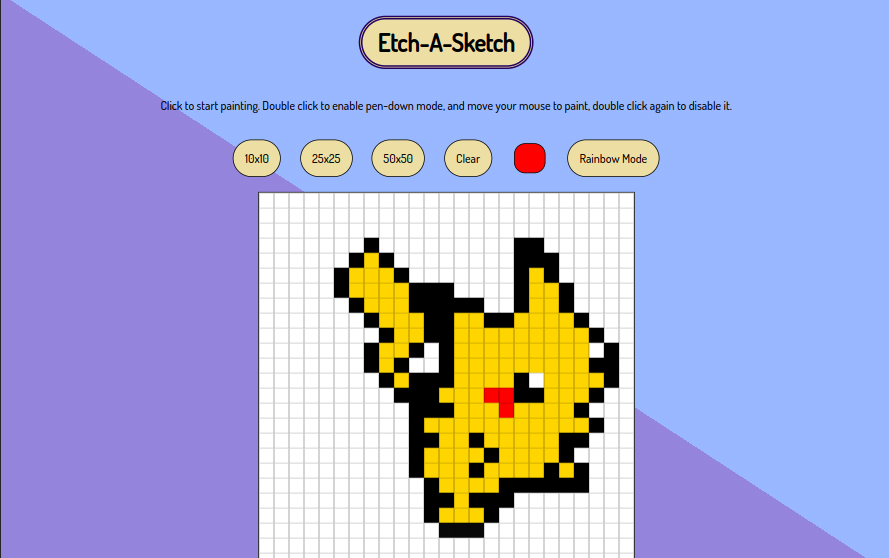 Etch-A-Sketch
Click to start painting. Double click to enable pen-down mode, and move your mouse to paint, double click again to disable it.
10x10 25x25 50x50 Clear Rainbow Mode